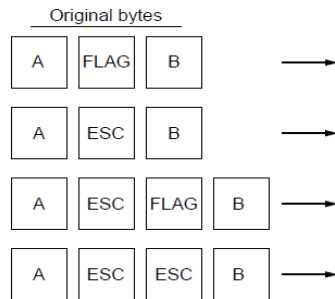 Original bytes
A FLAG B
A ESC B
A ESC FLAG B
A ESC ESC B